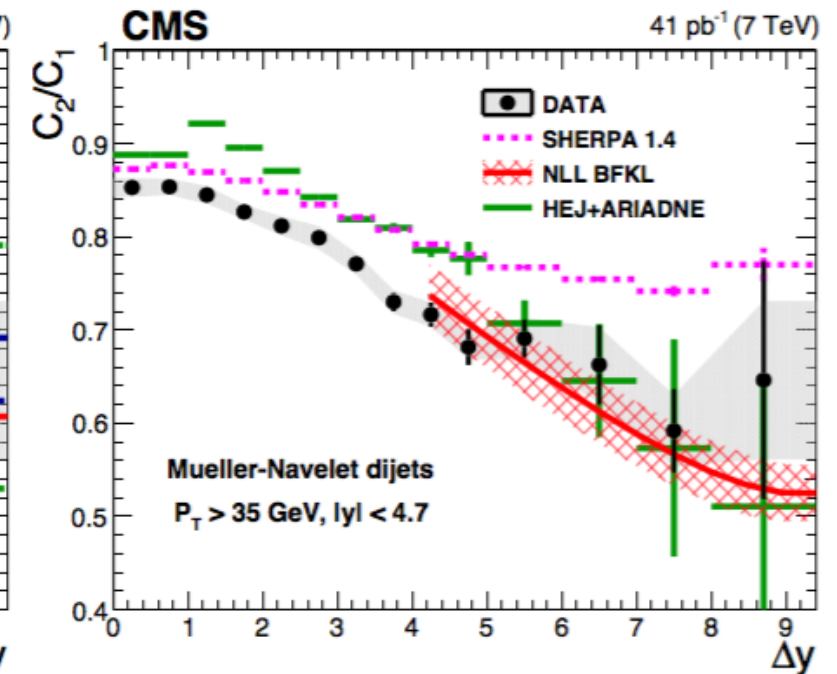 CMS
41 pb⁻¹ (7 TeV)
C₂/C₁
DATA
SHERPA 1.4
NLL BFKL
HEJ+ARIADNE
Mueller-Navelet dijets
P_T > 35 GeV, |y| < 4.7
1
0.9
0.8
0.7
0.6
0.5
0.4
0 1 2 3 4 5 6 7 8 9
Δy